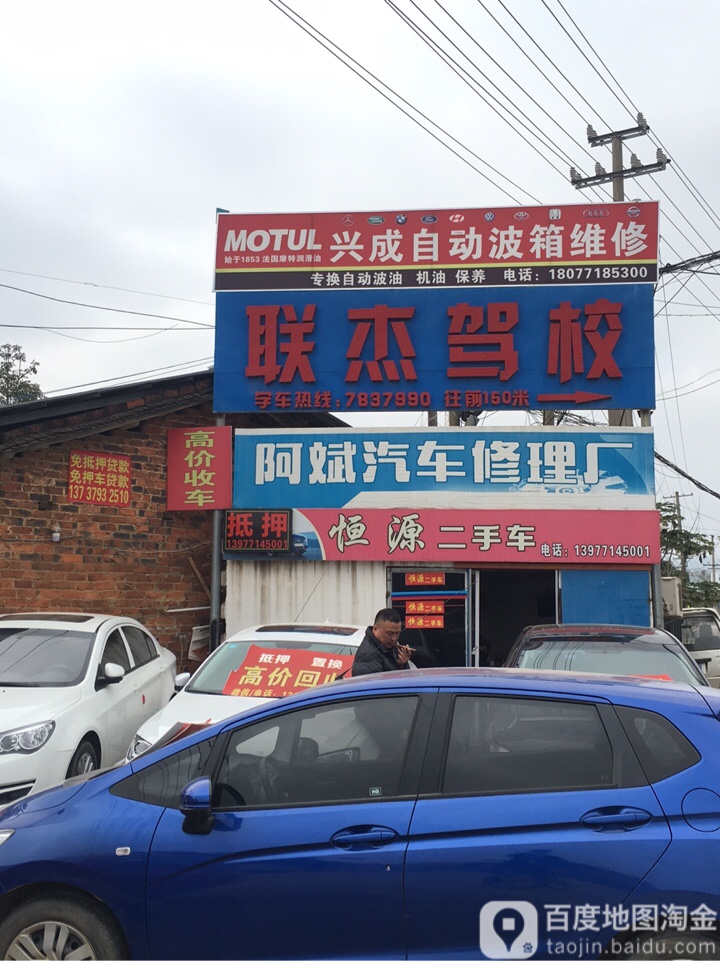 MOTUL 兴成自动波箱维修
始于1853 法国摩特润滑油
专换自动波油 机油 保养 电话：18077185300
联杰驾校
学车热线：7837990 往前150米
免抵押贷款
免押车贷款
137 3793 2510
高价收车
阿斌汽车修理厂
抵押
13977145001
恒源二手车 电话：13977145001
恒源二手车
恒源二手车
恒源二手车
抵押 置换
高价回收
微信/电话：
百度地图淘金
taojin.baidu.com